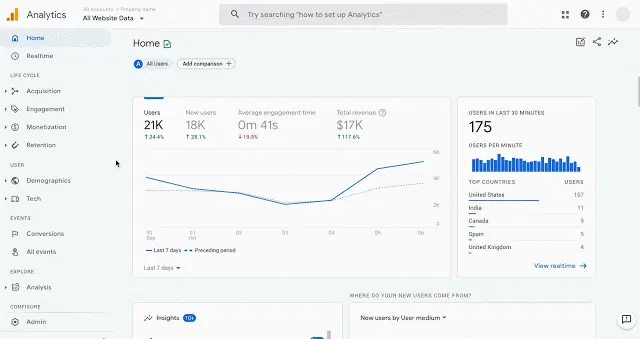 Analytics
All Accounts > Property name
All Website Data
Try searching "how to set up Analytics"
Home
Realtime
LIFE CYCLE
Acquisition
Engagement
Monetization
Retention
USER
Demographics
Tech
EVENTS
Conversions
All events
EXPLORE
Analysis
CONFIGURE
Admin
Home
A All Users
Add comparison +
Users
21K
↑ 24.4%
New users
18K
↑ 28.1%
Average engagement time
0m 41s
↓ 19.5%
Total revenue
$17K
↑ 117.6%
6K
4K
2K
0
30
Sep
01
Oct
02
03
04
05
06
Last 7 days
Preceding period
Last 7 days
USERS IN LAST 30 MINUTES
175
USERS PER MINUTE
TOP COUNTRIES USERS
United States 107
India 11
Canada 9
Spain 5
United Kingdom 4
View realtime →
Insights 10+
WHERE DO YOUR NEW USERS COME FROM?
New users by User medium